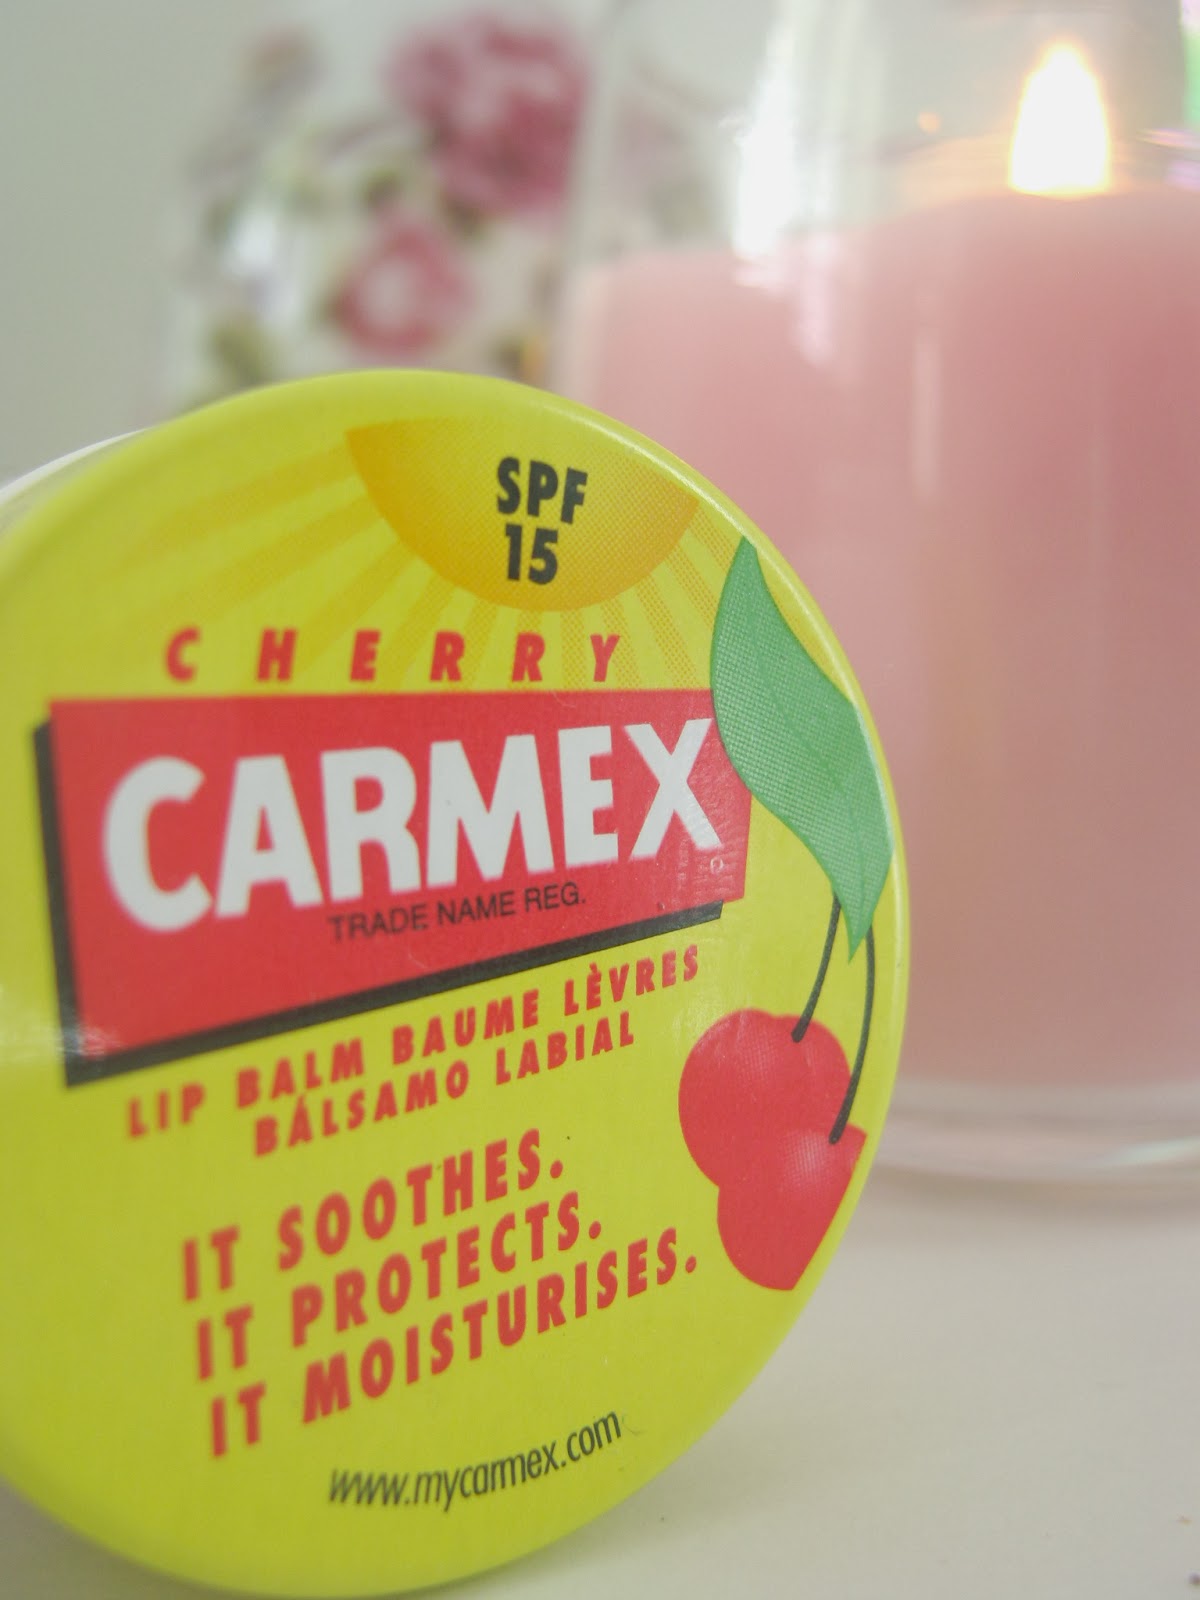 SPF
15
CHERRY
CARMEX
TRADE NAME REG.
LIP BALM BAUME LÈVRES
BÁLSAMO LABIAL
IT SOOTHES.
IT PROTECTS.
IT MOISTURISES.
www.mycarmex.com